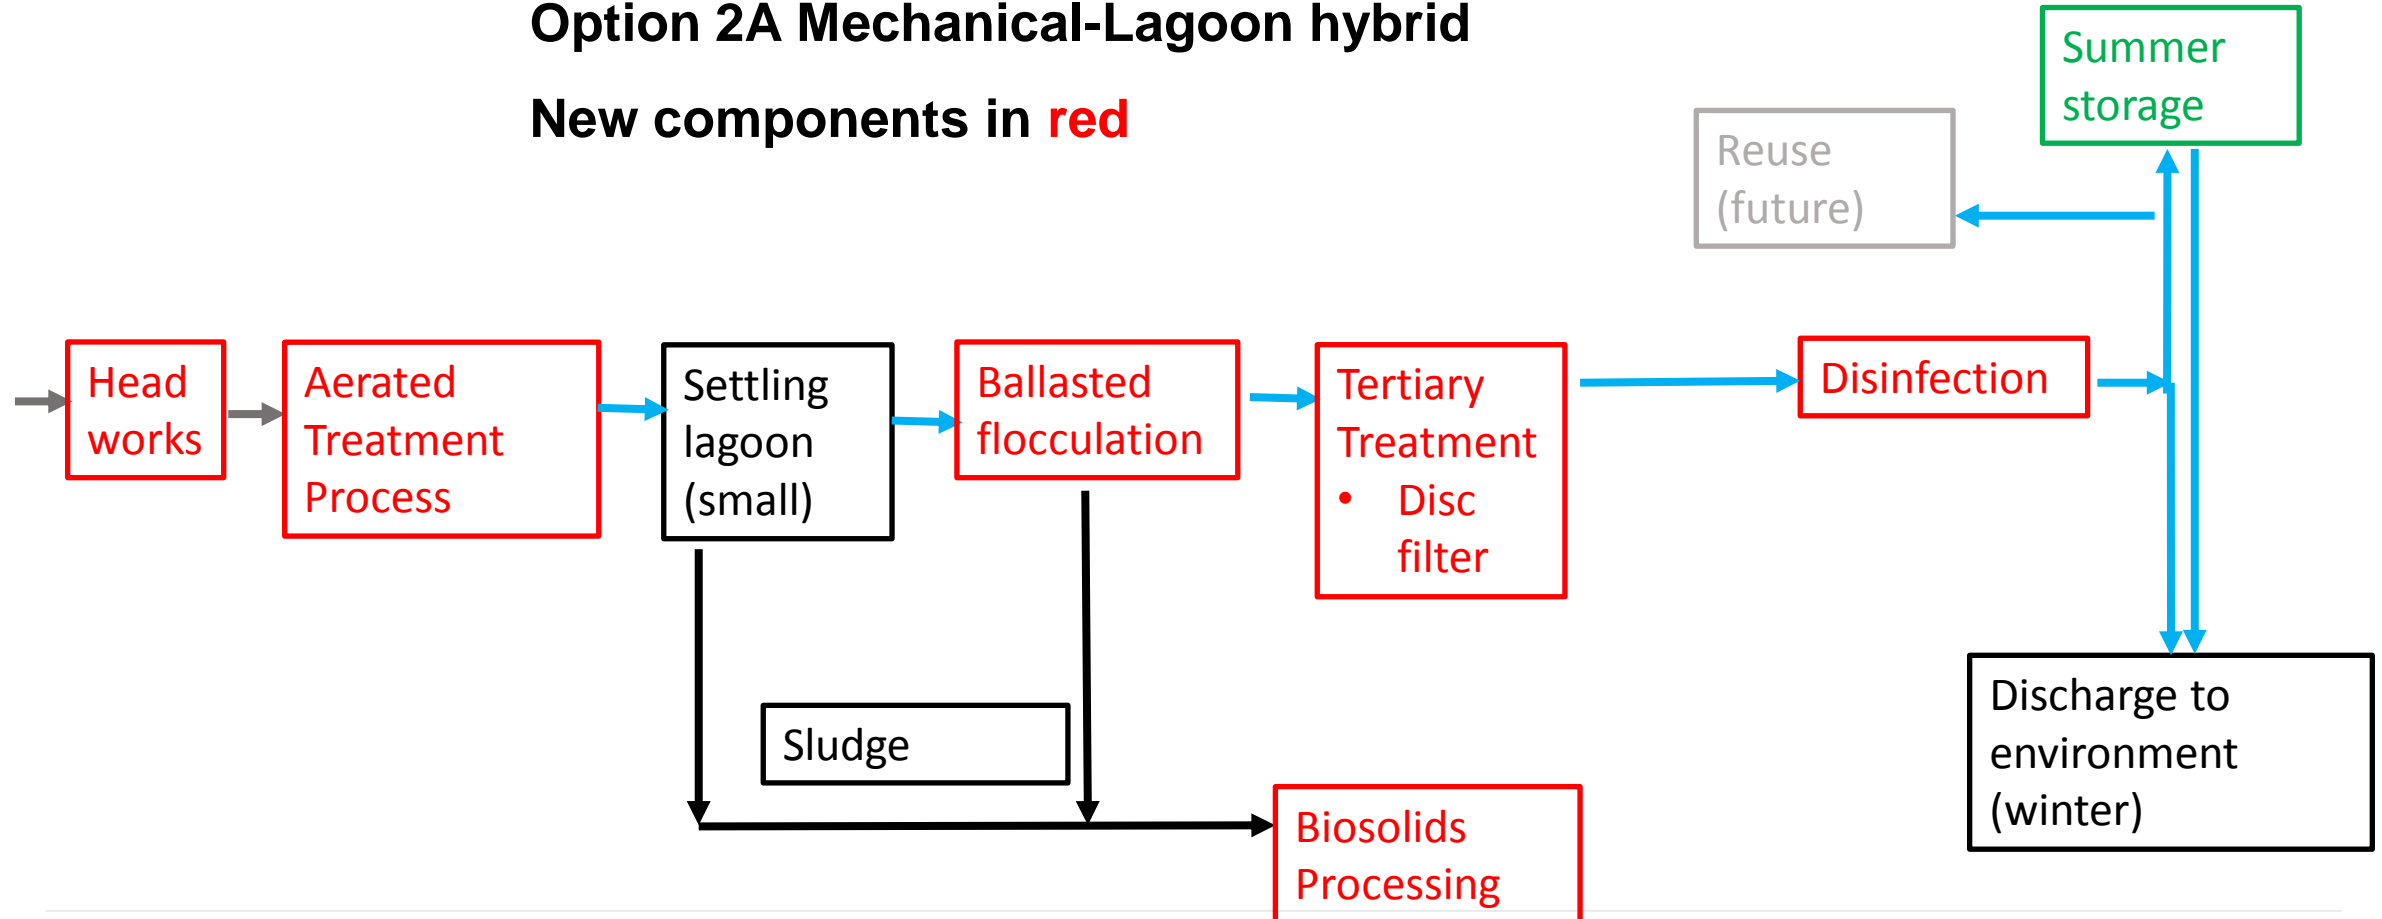 Option 2A Mechanical-Lagoon hybrid
New components in red
Summer
storage
Reuse
(future)
Head
works
Aerated
Treatment
Process
Settling
lagoon
(small)
Ballasted
flocculation
Tertiary
Treatment
• Disc
filter
Disinfection
Sludge
Biosolids
Processing
Discharge to
environment
(winter)